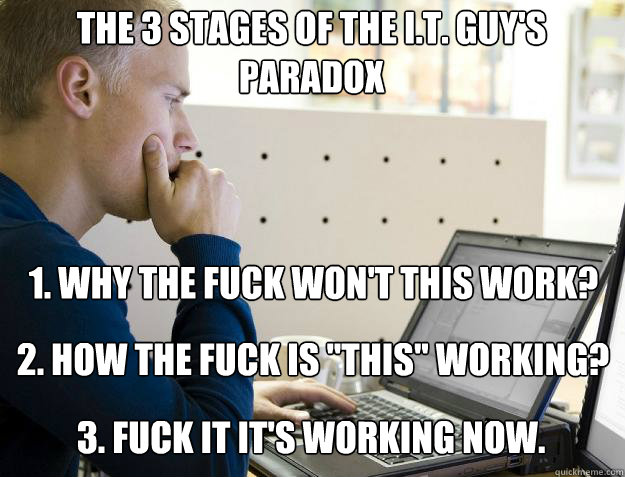 THE 3 STAGES OF THE I.T. GUY'S
PARADOX
1. WHY THE FUCK WON'T THIS WORK?
2. HOW THE FUCK IS "THIS" WORKING?
3. FUCK IT IT'S WORKING NOW.
quickmeme.com